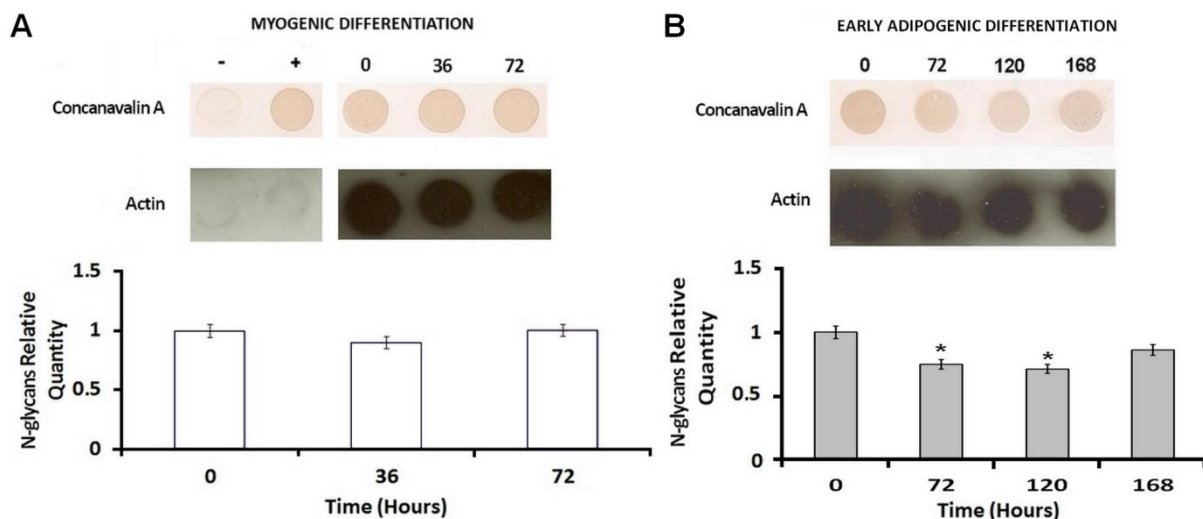 A
MYOGENIC DIFFERENTIATION
- + 0 36 72
Concanavalin A
Actin
N-glycans Relative
Quantity
1.5
1
0.5
0
0 36 72
Time (Hours)
B
EARLY ADIPOGENIC DIFFERENTIATION
0 72 120 168
Concanavalin A
Actin
N-glycans Relative
Quantity
1.5
1
0.5
0
* *
0 72 120 168
Time (Hours)